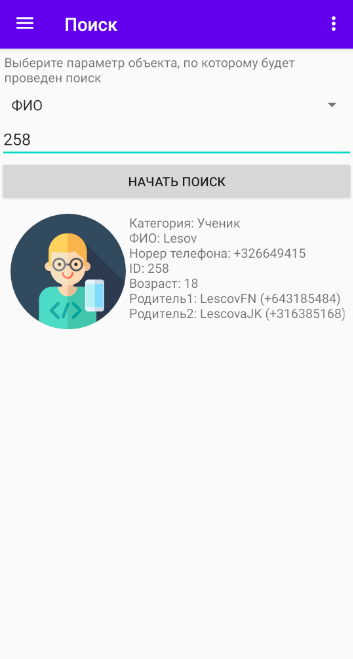 Поиск
Выберите параметр объекта, по которому будет
проведен поиск
ФИО
258
НАЧАТЬ ПОИСК
Категория: Ученик
ФИО: Lesov
Норер телефона: +326649415
ID: 258
Возраст: 18
Родитель1: LescovFN (+643185484)
Родитель2: LescovaJK (+316385168)